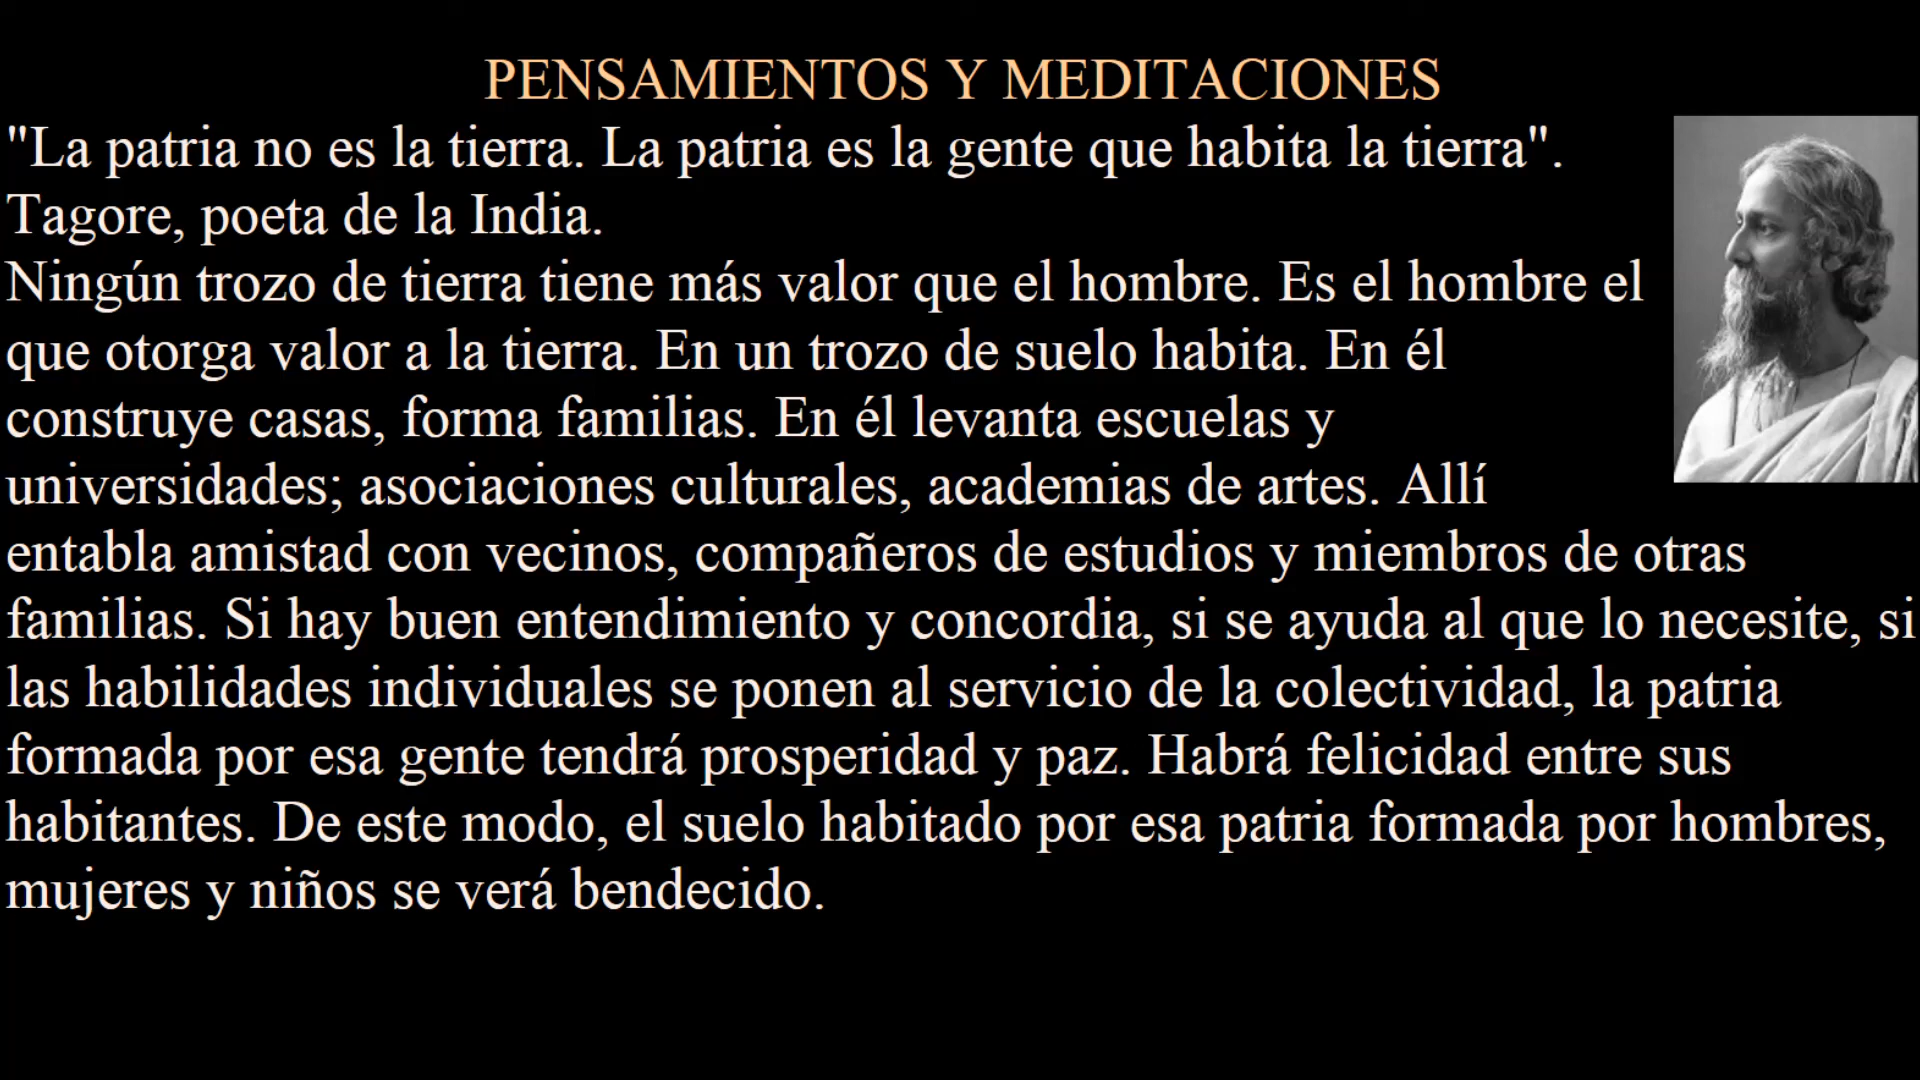 PENSAMIENTOS Y MEDITACIONES
"La patria no es la tierra. La patria es la gente que habita la tierra".
Tagore, poeta de la India.
Ningún trozo de tierra tiene más valor que el hombre. Es el hombre el
que otorga valor a la tierra. En un trozo de suelo habita. En él
construye casas, forma familias. En él levanta escuelas y
universidades; asociaciones culturales, academias de artes. Allí
entabla amistad con vecinos, compañeros de estudios y miembros de otras
familias. Si hay buen entendimiento y concordia, si se ayuda al que lo necesite, si
las habilidades individuales se ponen al servicio de la colectividad, la patria
formada por esa gente tendrá prosperidad y paz. Habrá felicidad entre sus
habitantes. De este modo, el suelo habitado por esa patria formada por hombres,
mujeres y niños se verá bendecido.